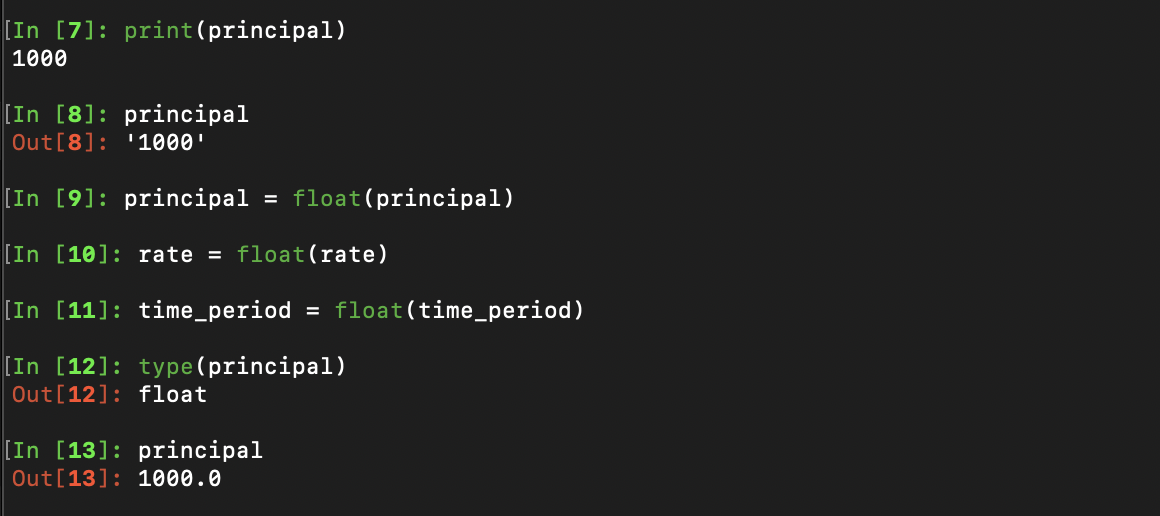 [In [7]: print(principal)
1000
[In [8]: principal
Out[8]: '1000'
[In [9]: principal = float(principal)
[In [10]: rate = float(rate)
[In [11]: time_period = float(time_period)
[In [12]: type(principal)
Out[12]: float
[In [13]: principal
Out[13]: 1000.0